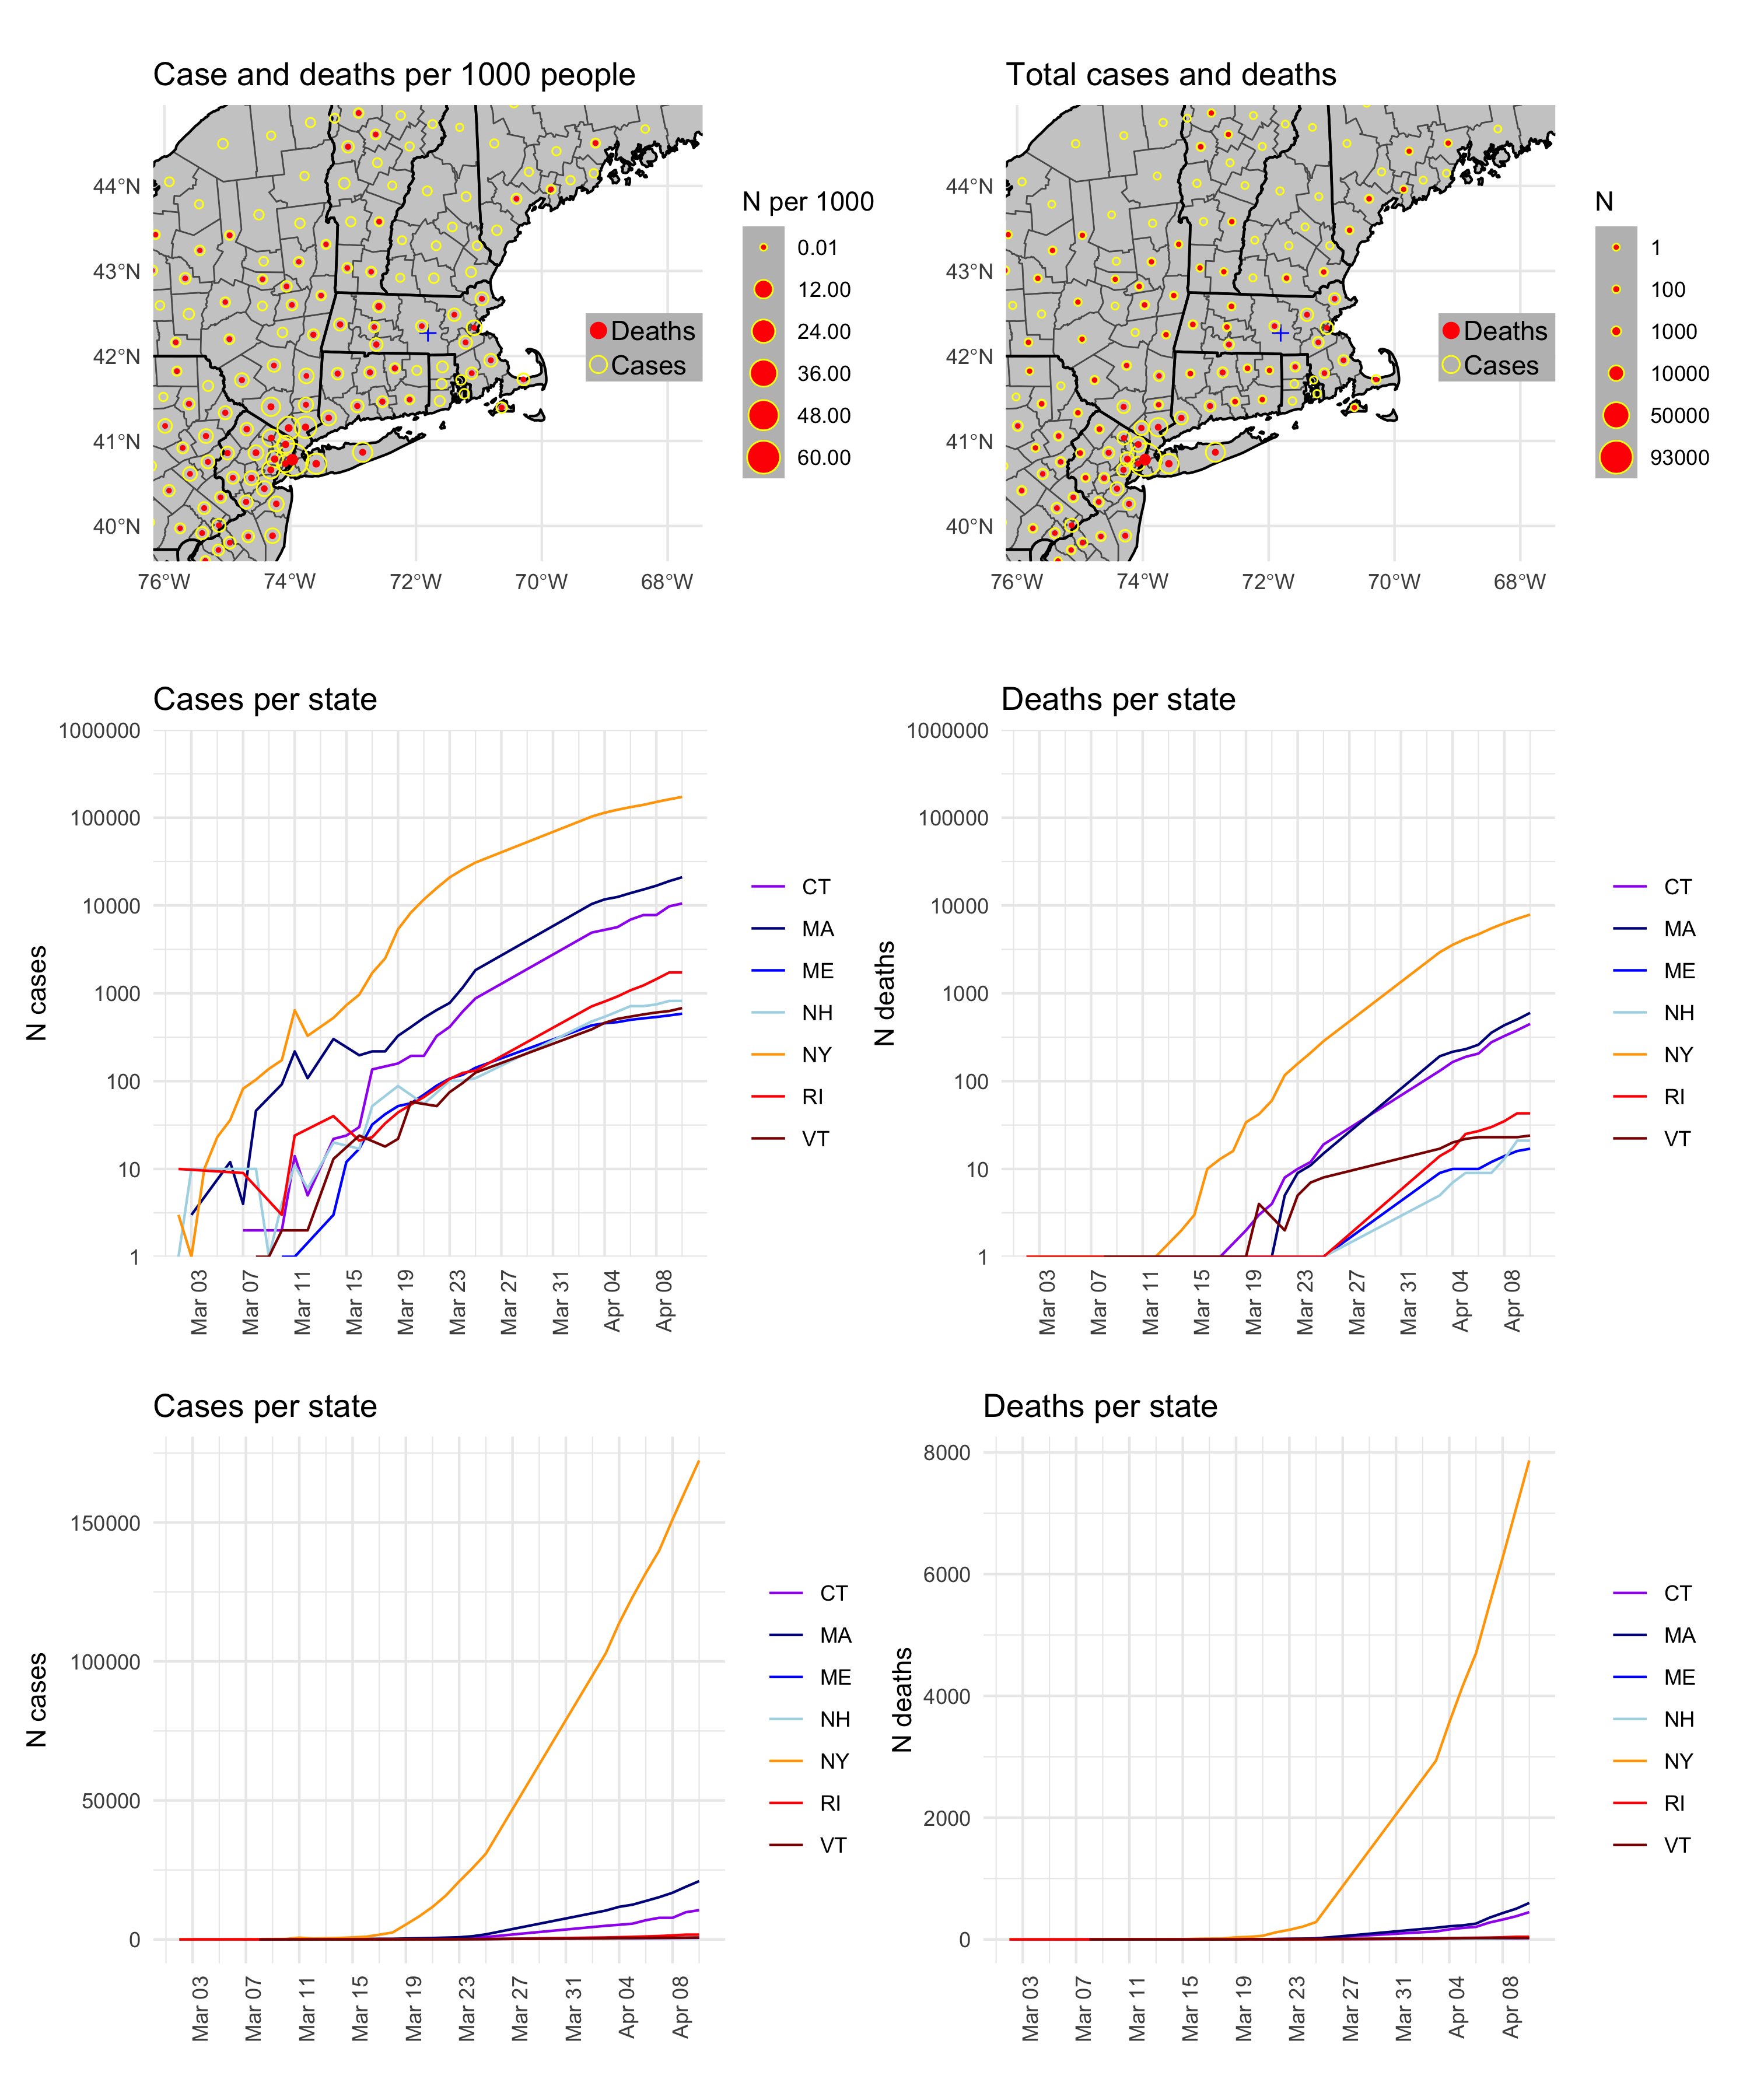 Case and deaths per 1000 people
44°N
43°N
42°N
41°N
40°N
76°W
74°W
72°W
70°W
68°W
Deaths
Cases
N per 1000
0.01
12.00
24.00
36.00
48.00
60.00
Total cases and deaths
44°N
43°N
42°N
41°N
40°N
76°W
74°W
72°W
70°W
68°W
Deaths
Cases
N
1
100
1000
10000
50000
93000
Cases per state
N cases
1000000
100000
10000
1000
100
10
1
Mar 03
Mar 07
Mar 11
Mar 15
Mar 19
Mar 23
Mar 27
Mar 31
Apr 04
Apr 08
CT
MA
ME
NH
NY
RI
VT
Deaths per state
N deaths
1000000
100000
10000
1000
100
10
1
Mar 03
Mar 07
Mar 11
Mar 15
Mar 19
Mar 23
Mar 27
Mar 31
Apr 04
Apr 08
CT
MA
ME
NH
NY
RI
VT
Cases per state
N cases
150000
100000
50000
0
Mar 03
Mar 07
Mar 11
Mar 15
Mar 19
Mar 23
Mar 27
Mar 31
Apr 04
Apr 08
CT
MA
ME
NH
NY
RI
VT
Deaths per state
N deaths
8000
6000
4000
2000
0
Mar 03
Mar 07
Mar 11
Mar 15
Mar 19
Mar 23
Mar 27
Mar 31
Apr 04
Apr 08
CT
MA
ME
NH
NY
RI
VT